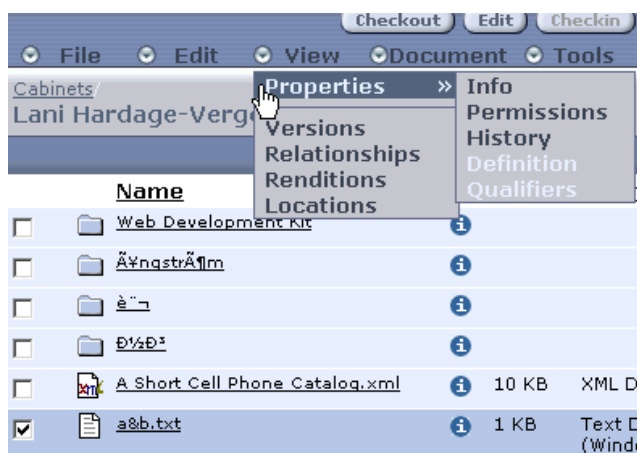 Checkout Edit Checkin
File Edit View Document Tools
Cabinets/
Lani Hardage-Verg
Properties »
Versions
Relationships
Renditions
Locations
Info
Permissions
History
Definition
Qualifiers
Name
Web Development Kit
Ã¥ngstrÃ¶m
è¨¬
Ð½Ð³
A Short Cell Phone Catalog.xml 10 KB XML D
a&b.txt 1 KB Text D
(Windo